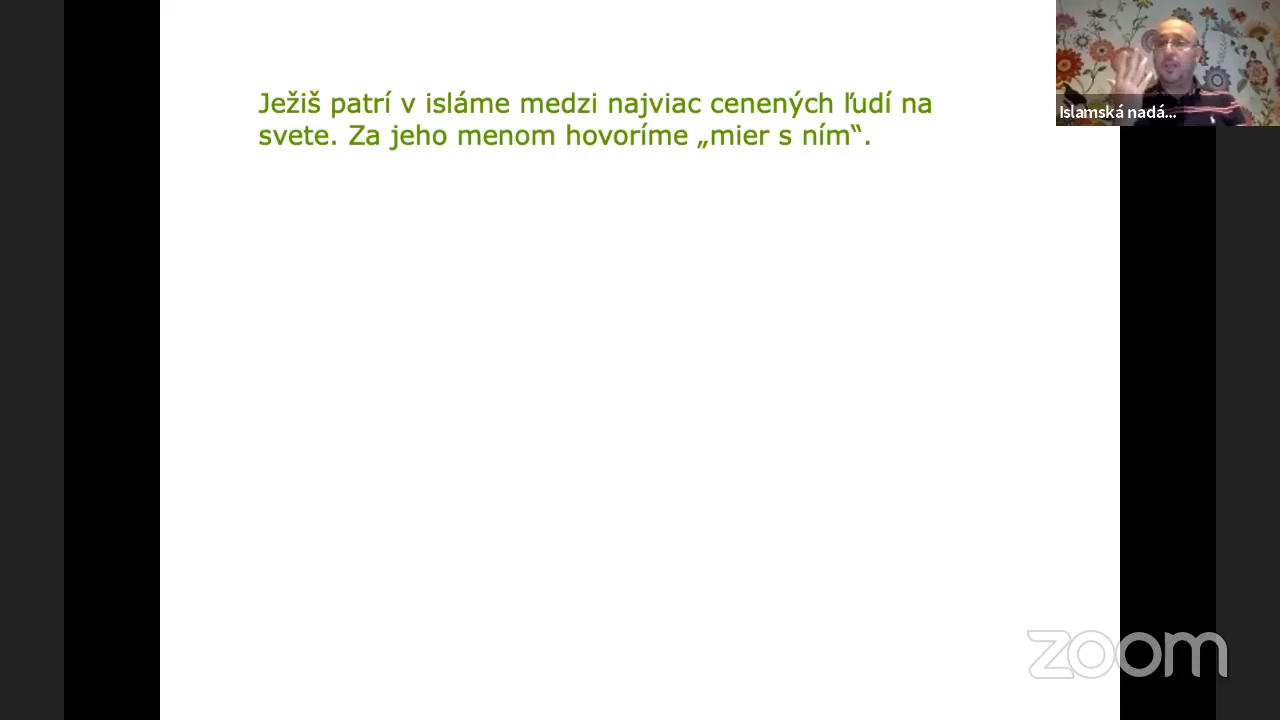 Ježiš patrí v isláme medzi najviac cenených ľudí na
svete. Za jeho menom hovoríme „mier s ním“.
Islamská nadá...
zoom